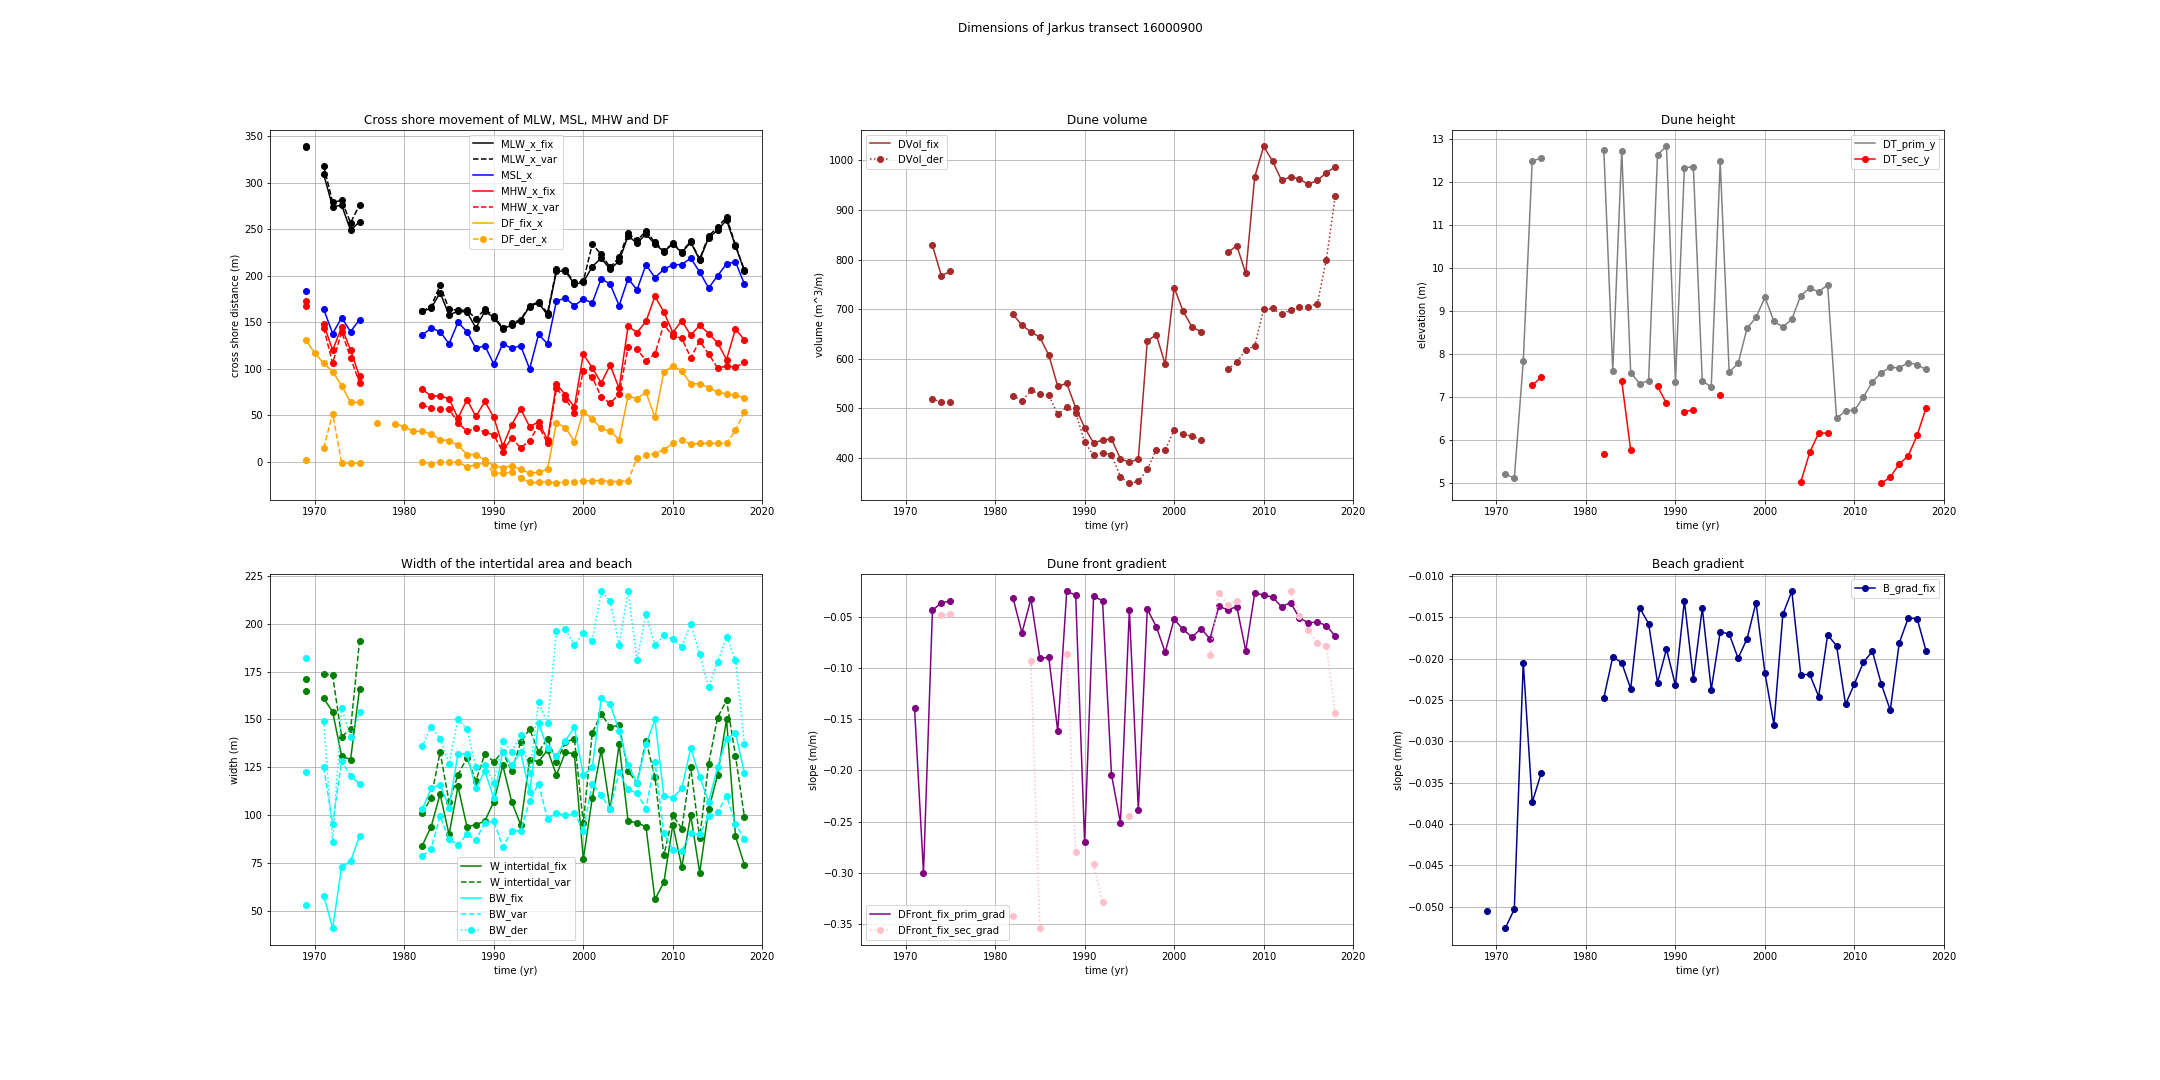 Dimensions of Jarkus transect 16000900
Cross shore movement of MLW, MSL, MHW and DF
350
300
250
200
150
100
50
0
cross shore distance (m)
MLW_x_fix
MLW_x_var
MSL_x
MHW_x_fix
MHW_x_var
DF_fix_x
DF_der_x
1970 1980 1990 2000 2010 2020
time (yr)
Dune volume
1000
900
800
700
600
500
400
volume (m^3/m)
DVol_fix
DVol_der
1970 1980 1990 2000 2010 2020
time (yr)
Dune height
13
12
11
10
9
8
7
6
5
elevation (m)
DT_prim_y
DT_sec_y
1970 1980 1990 2000 2010 2020
time (yr)
Width of the intertidal area and beach
225
200
175
150
125
100
75
50
width (m)
W_intertidal_fix
W_intertidal_var
BW_fix
BW_var
BW_der
1970 1980 1990 2000 2010 2020
time (yr)
Dune front gradient
−0.05
−0.10
−0.15
−0.20
−0.25
−0.30
−0.35
slope (m/m)
DFront_fix_prim_grad
DFront_fix_sec_grad
1970 1980 1990 2000 2010 2020
time (yr)
Beach gradient
−0.010
−0.015
−0.020
−0.025
−0.030
−0.035
−0.040
−0.045
−0.050
slope (m/m)
B_grad_fix
1970 1980 1990 2000 2010 2020
time (yr)